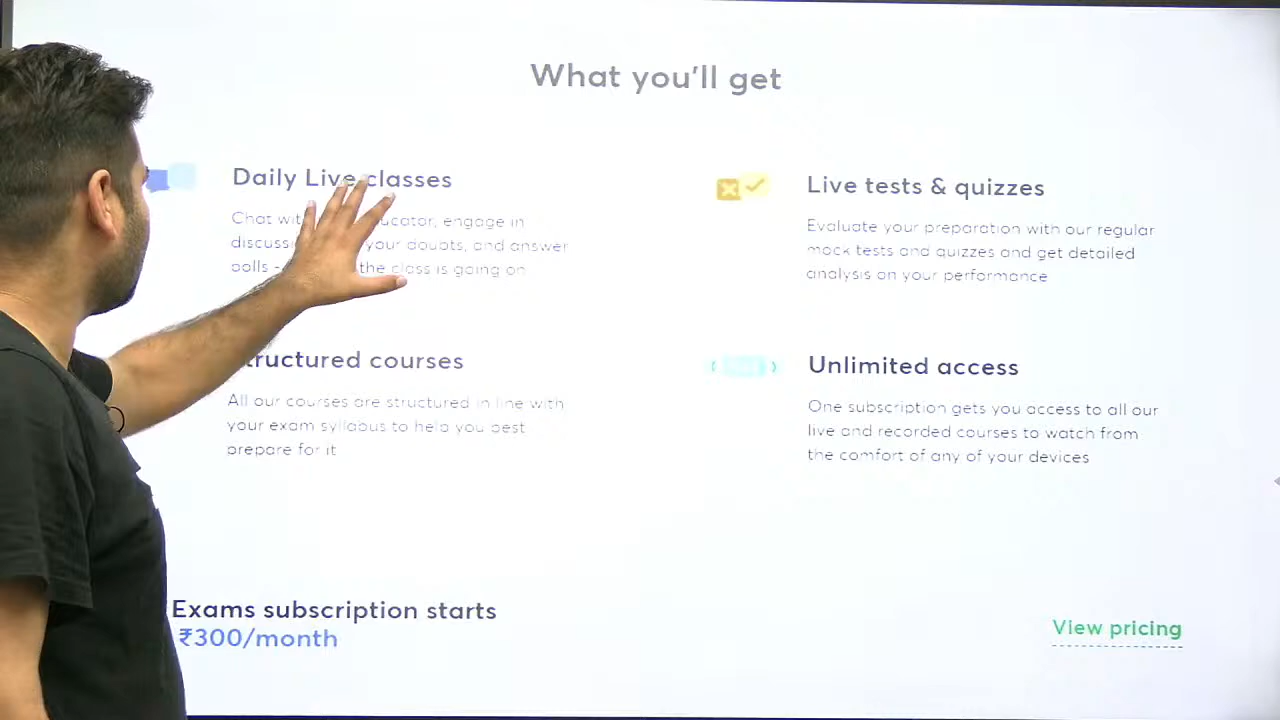 What you'll get
Daily Live classes
Chat with educator, engage in
discuss your doubts, and answer
polls - the class is going on
Live tests & quizzes
Evaluate your preparation with our regular
mock tests and quizzes and get detailed
analysis on your performance
Structured courses
All our courses are structured in line with
your exam syllabus to help you best
prepare for it
Unlimited access
One subscription gets you access to all our
live and recorded courses to watch from
the comfort of any of your devices
Exams subscription starts
₹300/month
View pricing